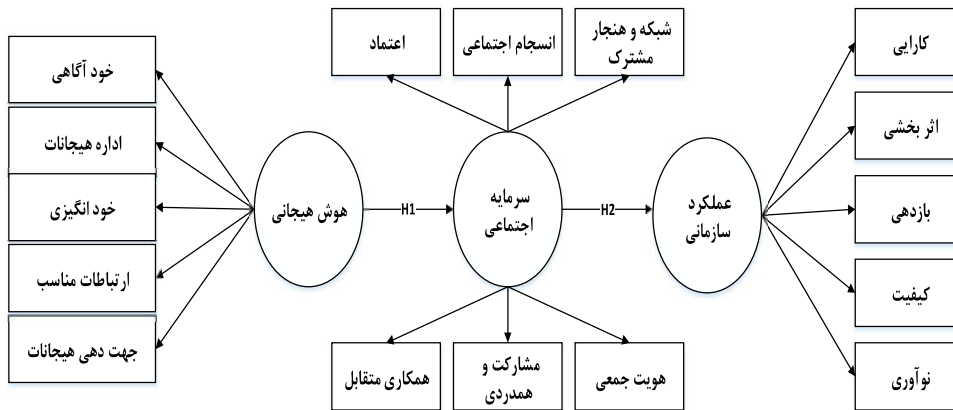 شبکه و هنجار
مشترک
انسجام اجتماعی
اعتماد
کارایی
اثر بخشی
بازدهی
کیفیت
نوآوری
عملکرد
سازمانی
H2
سرمایه
اجتماعی
H1
هوش هیجانی
خود آگاهی
اداره هیجانات
خود انگیزی
ارتباطات مناسب
جهت دهی هیجانات
هویت جمعی
مشارکت و
همدردی
همکاری متقابل